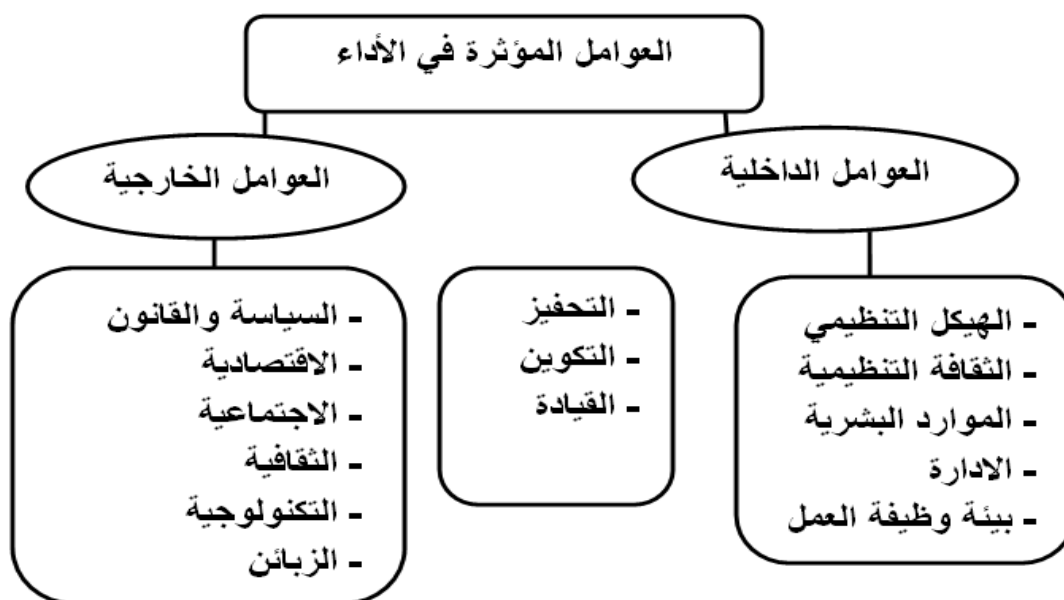 العوامل المؤثرة في الأداء
العوامل الداخلية
العوامل الخارجية
- الهيكل التنظيمي
- الثقافة التنظيمية
- الموارد البشرية
- الادارة
- بيئة وظيفة العمل
- التحفيز
- التكوين
- القيادة
- السياسة والقانون
- الاقتصادية
- الاجتماعية
- الثقافية
- التكنولوجية
- الزبائن